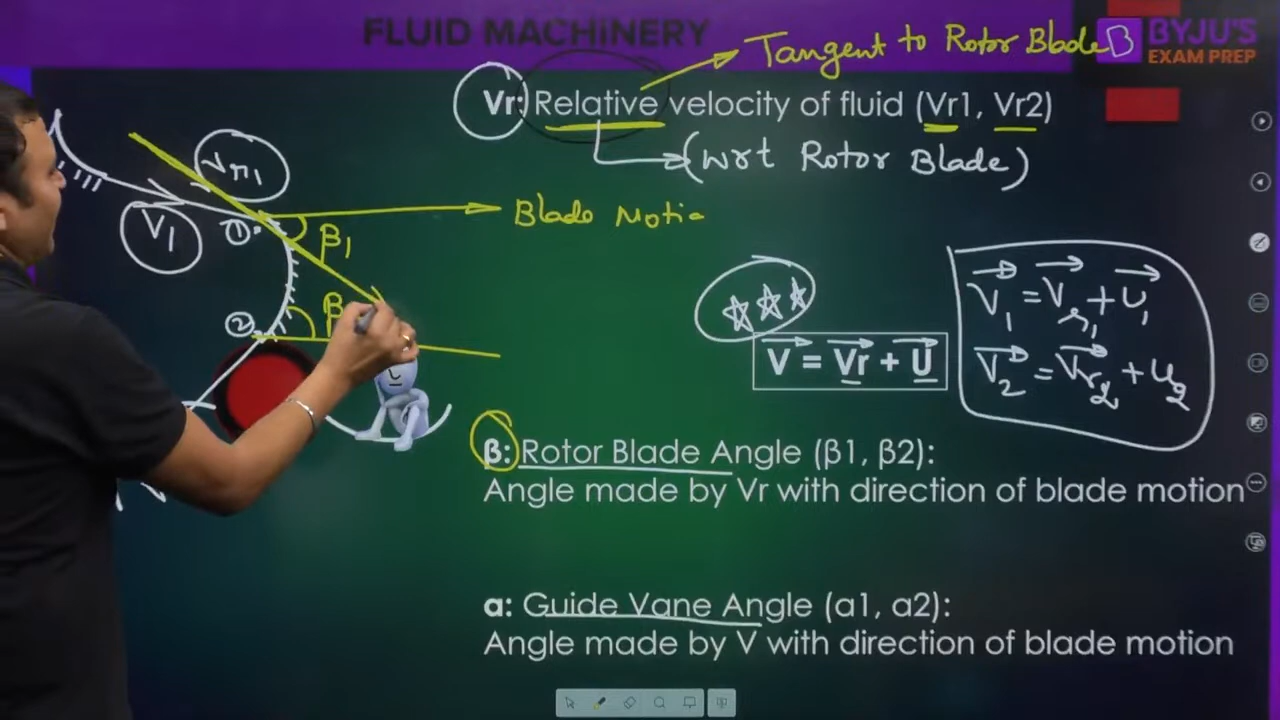 FLUID MACHINERY
BYJU'S
EXAM PREP
B
Tangent to Rotor Blade
Vr: Relative velocity of fluid (Vr1, Vr2)
(wrt Rotor Blade)
Vr1
V1
①
β1
Blade Motio
②
β
V = Vr + U
V1 = Vr1 + U1
V2 = Vr2 + U2
β: Rotor Blade Angle (β1, β2):
Angle made by Vr with direction of blade motion
α: Guide Vane Angle (α1, α2):
Angle made by V with direction of blade motion